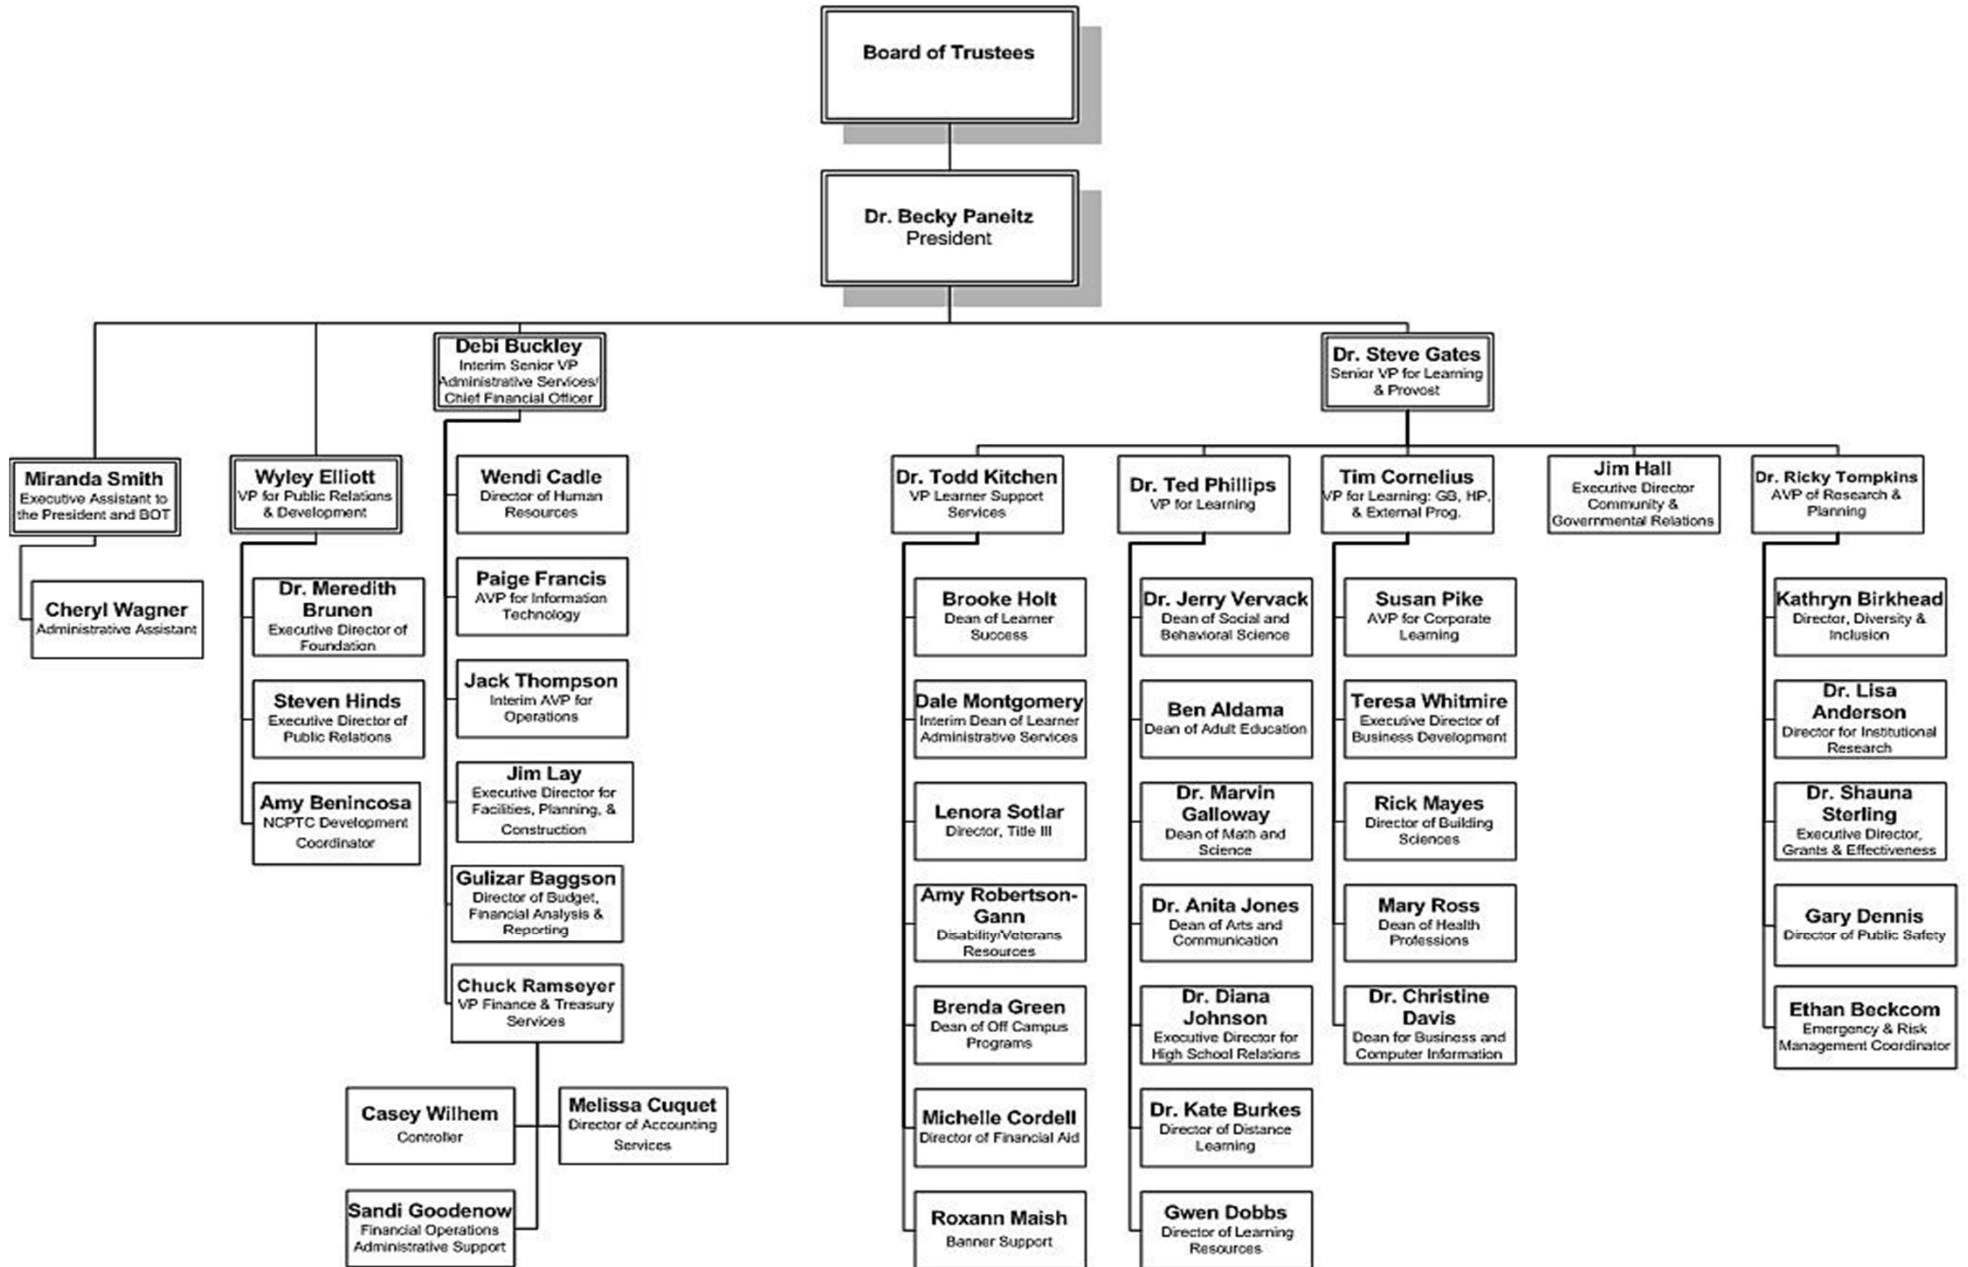 Board of Trustees
Dr. Becky Paneitz
President
Debi Buckley
Interim Senior VP
Administrative Services/
Chief Financial Officer
Dr. Steve Gates
Senior VP for Learning
& Provost
Miranda Smith
Executive Assistant to
the President and BOT
Cheryl Wagner
Administrative Assistant
Wyley Elliott
VP for Public Relations
& Development
Dr. Meredith
Brunen
Executive Director of
Foundation
Steven Hinds
Executive Director of
Public Relations
Amy Benincosa
NCPTC Development
Coordinator
Wendi Cadle
Director of Human
Resources
Paige Francis
AVP for Information
Technology
Jack Thompson
Interim AVP for
Operations
Jim Lay
Executive Director for
Facilities, Planning, &
Construction
Gulizar Baggson
Director of Budget,
Financial Analysis &
Reporting
Chuck Ramseyer
VP Finance & Treasury
Services
Casey Wilhem
Controller
Melissa Cuquet
Director of Accounting
Services
Sandi Goodenow
Financial Operations
Administrative Support
Dr. Todd Kitchen
VP Learner Support
Services
Brooke Holt
Dean of Learner
Success
Dale Montgomery
Interim Dean of Learner
Administrative Services
Lenora Sotlar
Director, Title III
Amy Robertson-
Gann
Disability/Veterans
Resources
Brenda Green
Dean of Off Campus
Programs
Michelle Cordell
Director of Financial Aid
Roxann Maish
Banner Support
Dr. Ted Phillips
VP for Learning
Dr. Jerry Vervack
Dean of Social and
Behavioral Science
Ben Aldama
Dean of Adult Education
Dr. Marvin
Galloway
Dean of Math and
Science
Dr. Anita Jones
Dean of Arts and
Communication
Dr. Diana
Johnson
Executive Director for
High School Relations
Dr. Kate Burkes
Director of Distance
Learning
Gwen Dobbs
Director of Learning
Resources
Tim Cornelius
VP for Learning: GB, HP,
& External Prog.
Susan Pike
AVP for Corporate
Learning
Teresa Whitmire
Executive Director of
Business Development
Rick Mayes
Director of Building
Sciences
Mary Ross
Dean of Health
Professions
Dr. Christine
Davis
Dean for Business and
Computer Information
Jim Hall
Executive Director
Community &
Governmental Relations
Dr. Ricky Tompkins
AVP of Research &
Planning
Kathryn Birkhead
Director, Diversity &
Inclusion
Dr. Lisa
Anderson
Director for Institutional
Research
Dr. Shauna
Sterling
Executive Director,
Grants & Effectiveness
Gary Dennis
Director of Public Safety
Ethan Beckcom
Emergency & Risk
Management Coordinator